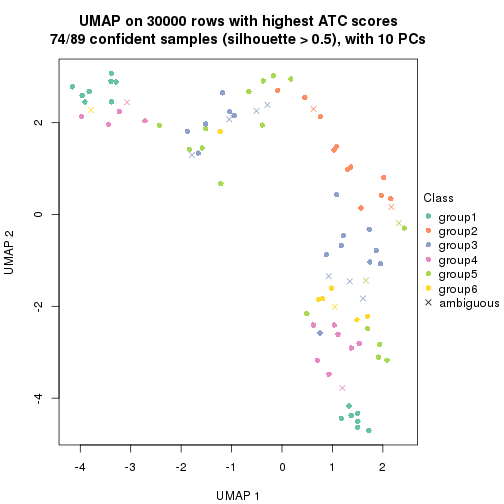 UMAP on 30000 rows with highest ATC scores
74/89 confident samples (silhouette > 0.5), with 10 PCs
UMAP 2
2
0
-2
-4
-4
-3
-2
-1
0
1
2
UMAP 1
Class
group1
group2
group3
group4
group5
group6
ambiguous